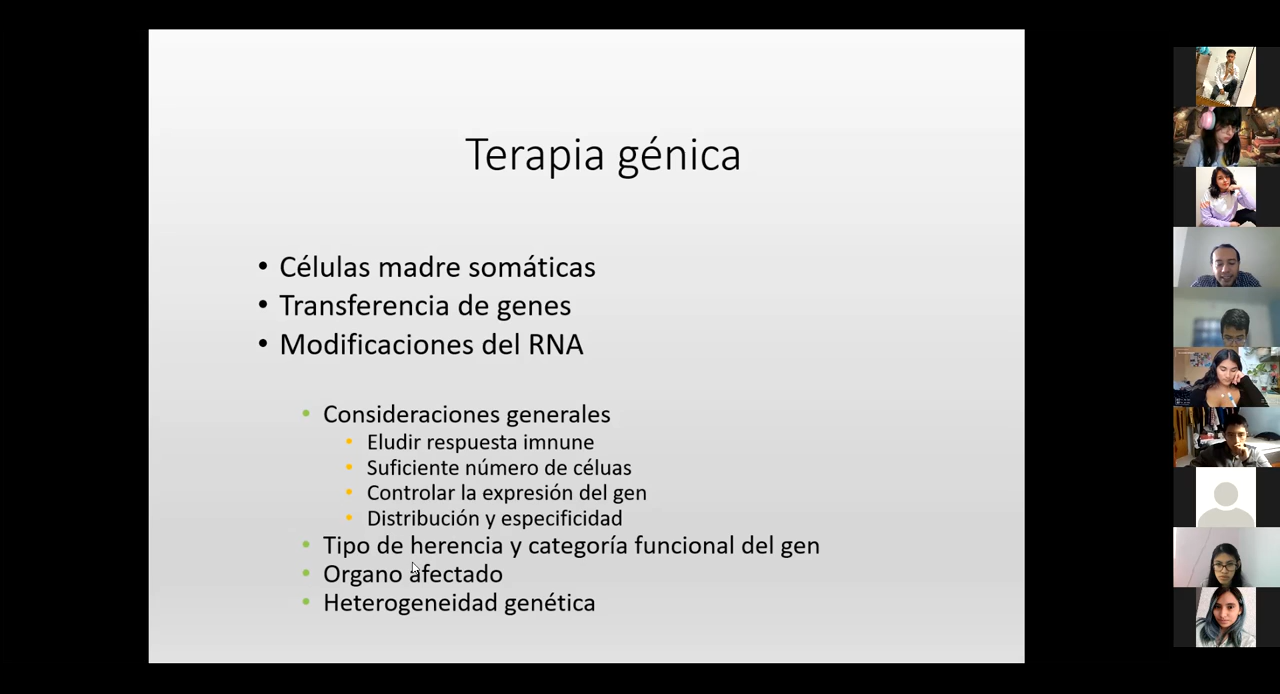 Terapia génica
• Células madre somáticas
• Transferencia de genes
• Modificaciones del RNA
• Consideraciones generales
• Eludir respuesta imnune
• Suficiente número de céluas
• Controlar la expresión del gen
• Distribución y especificidad
• Tipo de herencia y categoría funcional del gen
• Organo afectado
• Heterogeneidad genética